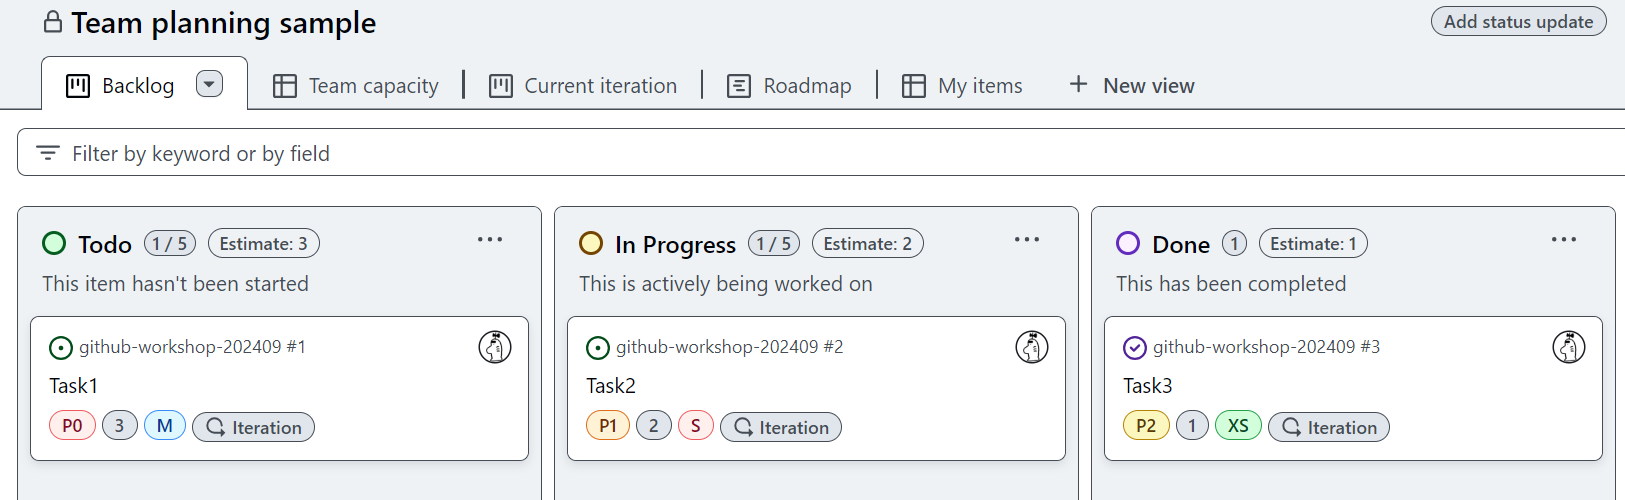 Team planning sample
Add status update
Backlog
Team capacity
Current iteration
Roadmap
My items
New view
Filter by keyword or by field
Todo 1 / 5 Estimate: 3
This item hasn't been started
github-workshop-202409 #1
Task1
P0 3 M Iteration
In Progress 1 / 5 Estimate: 2
This is actively being worked on
github-workshop-202409 #2
Task2
P1 2 S Iteration
Done 1 Estimate: 1
This has been completed
github-workshop-202409 #3
Task3
P2 1 XS Iteration